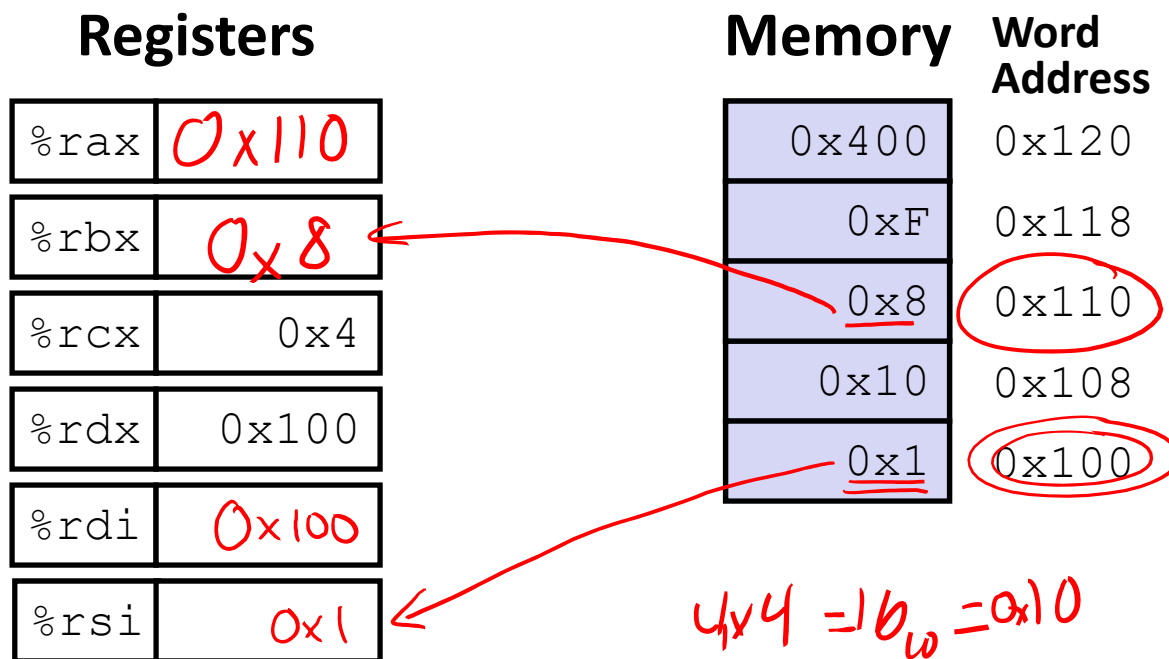 Registers
Memory
Word
Address
%rax 0x110
%rbx 0x8
%rcx 0x4
%rdx 0x100
%rdi 0x100
%rsi 0x1
0x400 0x120
0xF 0x118
0x8 0x110
0x10 0x108
0x1 0x100
4x4 =16₁₀ =0x10